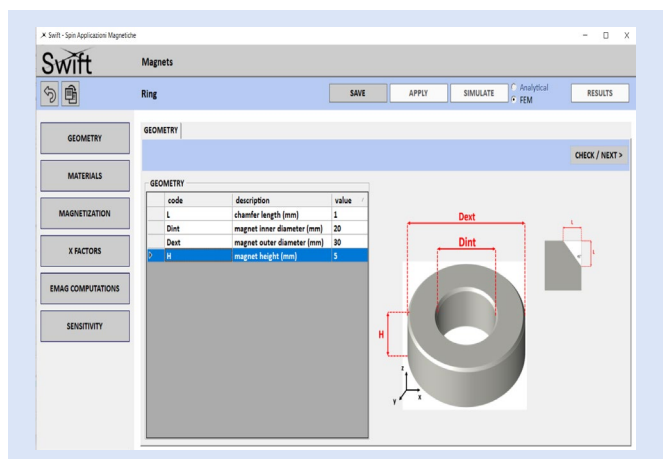 Swift - Spin Applicazioni Magnetiche
Swift
Magnets
Ring
SAVE
APPLY
SIMULATE
Analytical
FEM
RESULTS
GEOMETRY
MATERIALS
MAGNETIZATION
X FACTORS
EMAG COMPUTATIONS
SENSITIVITY
GEOMETRY
CHECK / NEXT >
GEOMETRY
code description value
L chamfer length (mm) 1
Dint magnet inner diameter (mm) 20
Dext magnet outer diameter (mm) 30
H magnet height (mm) 5
Dext
Dint
H
z
y
x
L